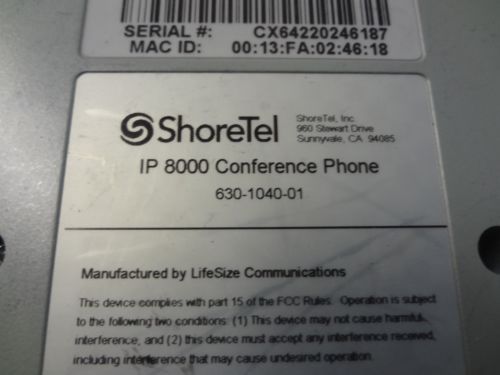 SERIAL #: CX64220246187
MAC ID: 00:13:FA:02:46:18
ShoreTel
ShoreTel, Inc.
960 Stewart Drive
Sunnyvale, CA 94085
IP 8000 Conference Phone
630-1040-01
Manufactured by LifeSize Communications
This device complies with part 15 of the FCC Rules. Operation is subject
to the following two conditions: (1) This device may not cause harmful
interference, and (2) this device must accept any interference received,
including interference that may cause undesired operation.